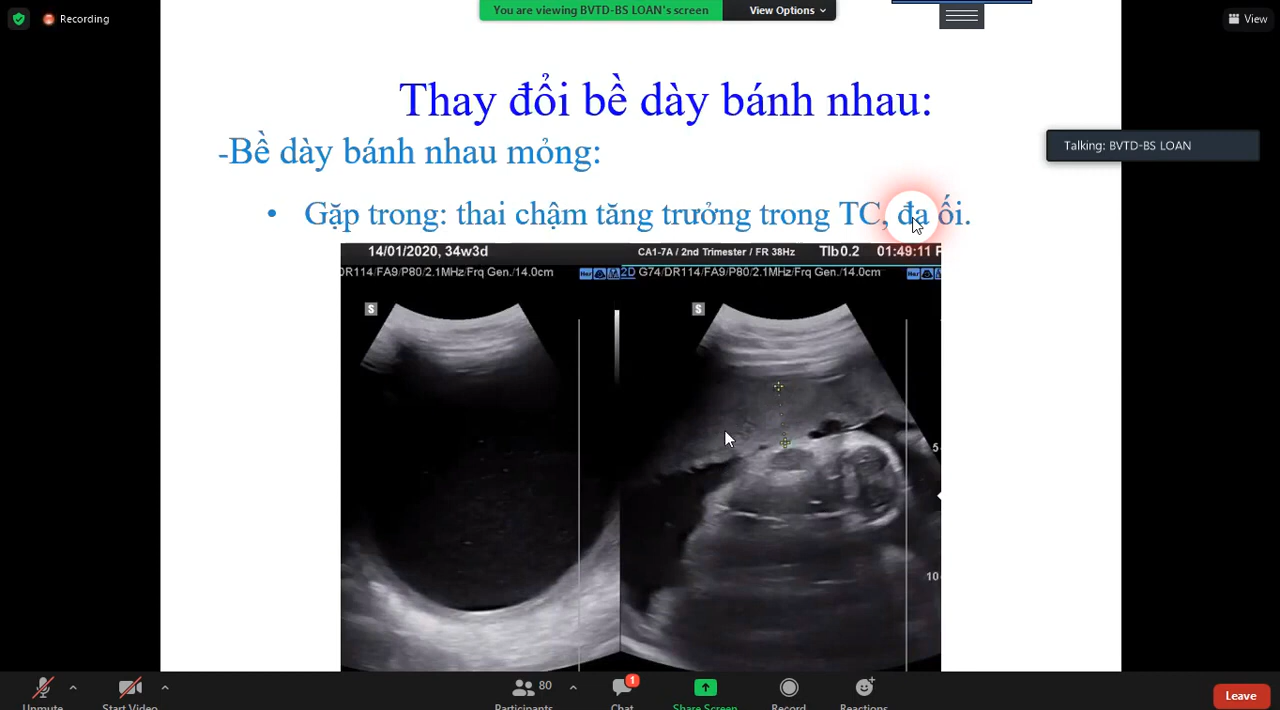 Recording
You are viewing BVTD-BS LOAN's screen
View Options
View
Thay đổi bề dày bánh nhau:
-Bề dày bánh nhau mỏng:
Talking: BVTD-BS LOAN
• Gặp trong: thai chậm tăng trưởng trong TC, đa ối.
14/01/2020, 34w3d
CA1-7A / 2nd Trimester / FR 38Hz
TIb0.2
01:49:11
DR114/FA9/P80/2.1MHz/Frq Gen./14.0cm
2D G74/DR114/FA9/P80/2.1MHz/Frq Gen./14.0cm
S
S
5
10
Unmute
Start Video
Participants
80
Chat
1
Share Screen
Record
Reactions
Leave